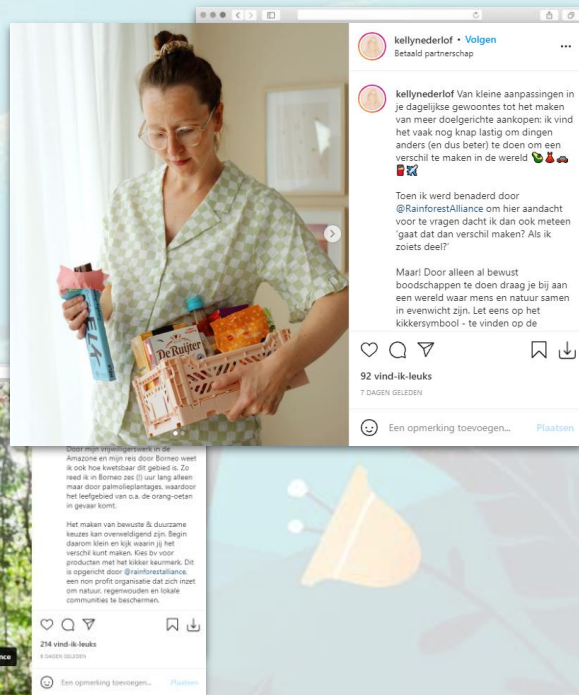 kellynederlof • Volgen
Betaald partnerschap
kellynederlof Van kleine aanpassingen in
je dagelijkse gewoontes tot het maken
van meer doelgerichte aankopen: ik vind
het vaak nog knap lastig om dingen
anders (en dus beter) te doen om een
verschil te maken in de wereld
Toen ik werd benaderd door
@RainforestAlliance om hier aandacht
voor te vragen dacht ik dan ook meteen
'gaat dat dan verschil maken? Als ik
zoiets deel?'
Maar! Door alleen al bewust
boodschappen te doen draag je bij aan
een wereld waar mens en natuur samen
in evenwicht zijn. Let eens op het
kikkersymbool - te vinden op de
92 vind-ik-leuks
7 DAGEN GELEDEN
Een opmerking toevoegen... Plaatsen
MELK
De Ruijter
Door mijn vrijwilligerswerk in de
Amazone en mijn reis door Borneo weet
ik ook hoe kwetsbaar dit gebied is. Zo
reed ik in Borneo zes (!) uur lang alleen
maar door palmolieplantages, waardoor
het leefgebied van o.a. de orang-oetan
in gevaar komt.
Het maken van bewuste & duurzame
keuzes kan overweldigend zijn. Begin
daarom klein en kijk waarin jij het
verschil kunt maken. Kies bv voor
producten met het kikker keurmerk. Dit
is opgericht door @rainforestalliance,
een non profit organisatie dat zich inzet
om natuur, regenwouden en lokale
communities te beschermen.
214 vind-ik-leuks
8 DAGEN GELEDEN
Een opmerking toevoegen... Plaatsen
nce